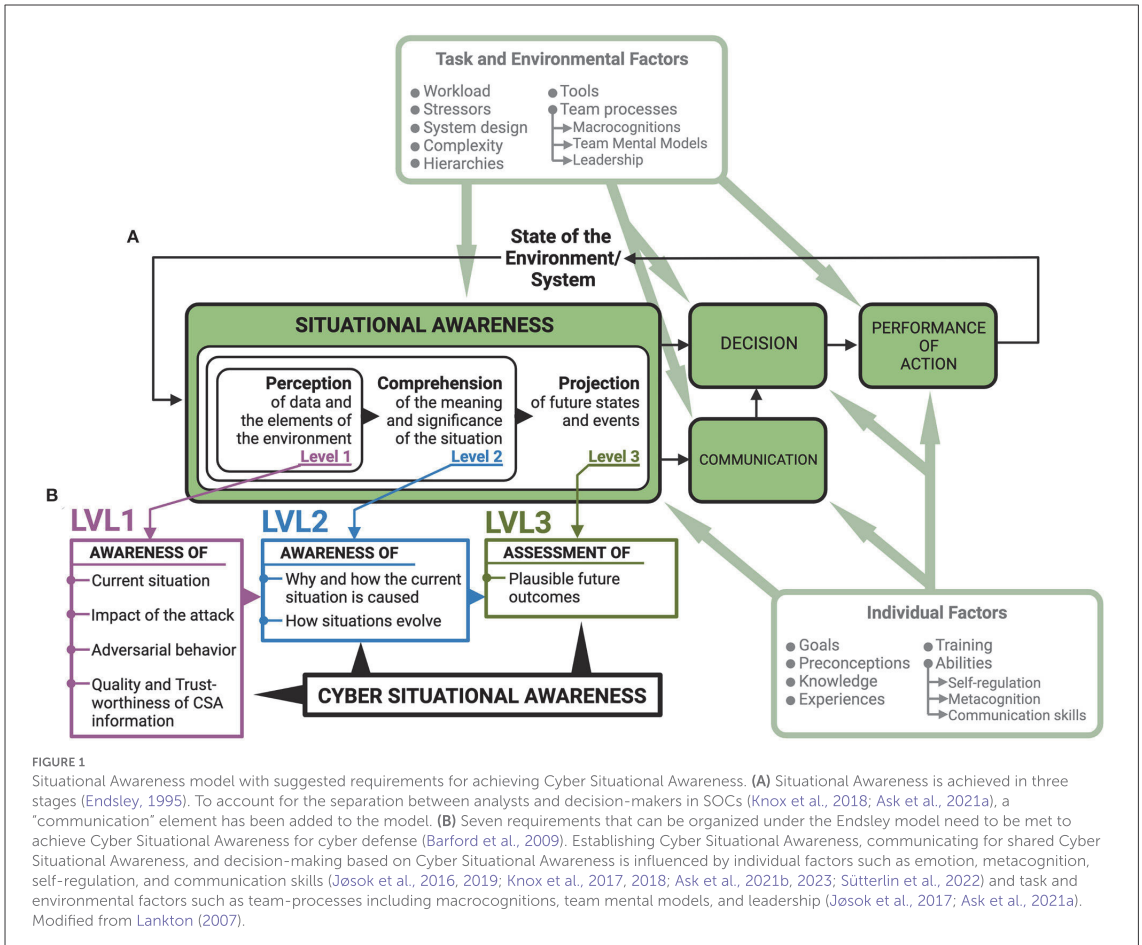 Task and Environmental Factors
Workload
Stressors
System design
Complexity
Hierarchies
Tools
Team processes
Macrocognitions
Team Mental Models
Leadership
A
State of the
Environment/
System
SITUATIONAL AWARENESS
Perception
of data and
the elements of
the environment
Level 1
Comprehension
of the meaning
and significance
of the situation
Level 2
Projection
of future states
and events
Level 3
DECISION
PERFORMANCE
OF
ACTION
COMMUNICATION
B
LVL1
AWARENESS OF
Current situation
Impact of the attack
Adversarial behavior
Quality and Trust-
worthiness of CSA
information
LVL2
AWARENESS OF
Why and how the current
situation is caused
How situations evolve
LVL3
ASSESSMENT OF
Plausible future
outcomes
CYBER SITUATIONAL AWARENESS
Individual Factors
Goals
Preconceptions
Knowledge
Experiences
Training
Abilities
Self-regulation
Metacognition
Communication skills
FIGURE 1
Situational Awareness model with suggested requirements for achieving Cyber Situational Awareness. (A) Situational Awareness is achieved in three
stages (Endsley, 1995). To account for the separation between analysts and decision-makers in SOCs (Knox et al., 2018; Ask et al., 2021a), a
"communication" element has been added to the model. (B) Seven requirements that can be organized under the Endsley model need to be met to
achieve Cyber Situational Awareness for cyber defense (Barford et al., 2009). Establishing Cyber Situational Awareness, communicating for shared Cyber
Situational Awareness, and decision-making based on Cyber Situational Awareness is influenced by individual factors such as emotion, metacognition,
self-regulation, and communication skills (Jøsok et al., 2016, 2019; Knox et al., 2017, 2018; Ask et al., 2021b, 2023; Sütterlin et al., 2022) and task and
environmental factors such as team-processes including macrocognitions, team mental models, and leadership (Jøsok et al., 2017; Ask et al., 2021a).
Modified from Lankton (2007).